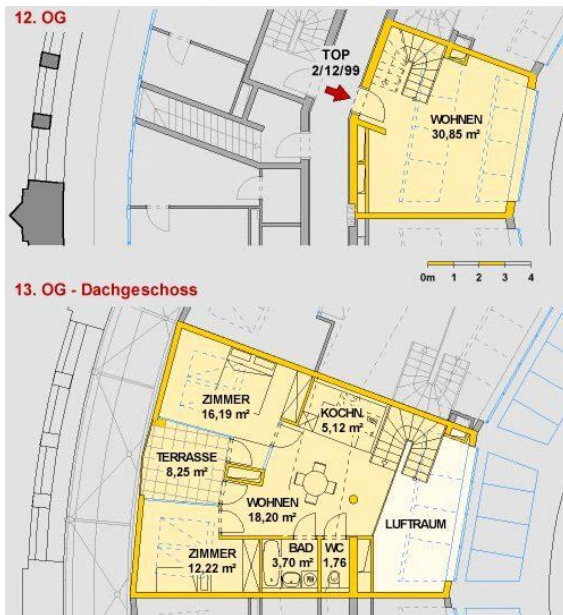 12. OG
TOP
2/12/99
WOHNEN
30,85 m²
0m 1 2 3 4
13. OG - Dachgeschoss
ZIMMER
16,19 m²
KOCHN.
5,12 m²
TERRASSE
8,25 m²
WOHNEN
18,20 m²
LUFTRAUM
ZIMMER
12,22 m²
BAD
3,70 m²
WC
1,76